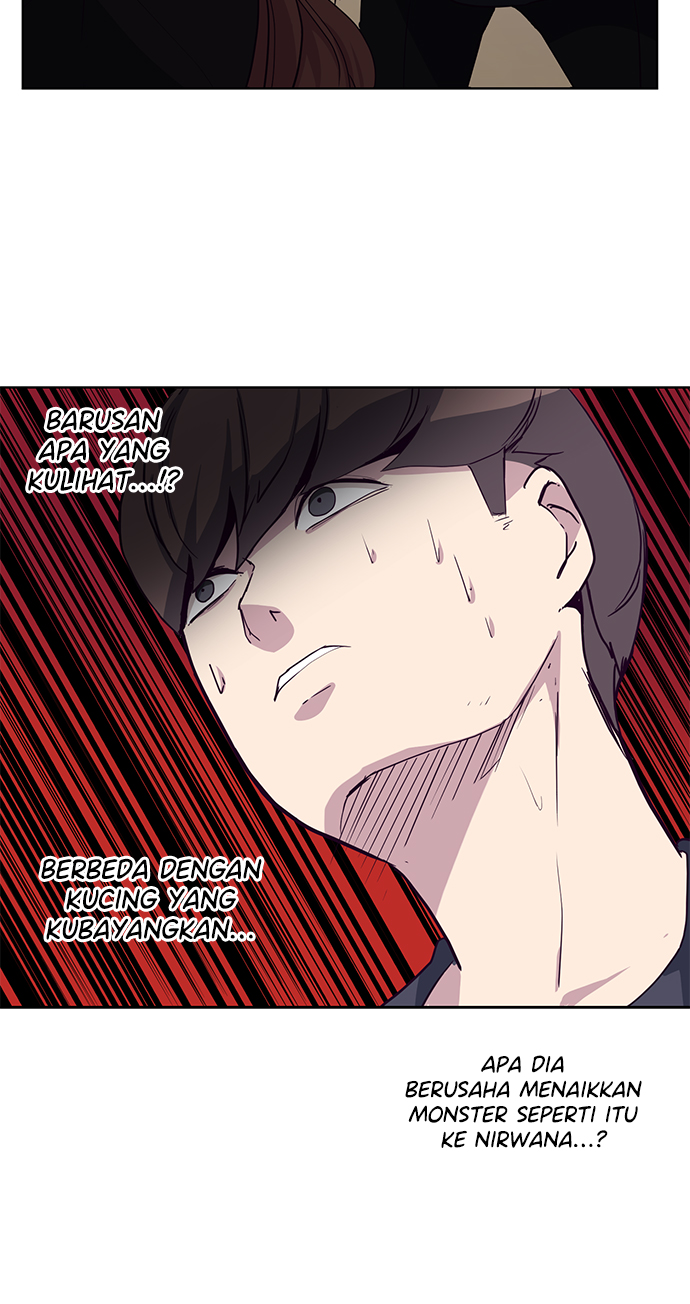 BARUSAN
APA YANG
KULIHAT...!?
BERBEDA DENGAN
KUCING YANG
KUBAYANGKAN...
APA DIA
BERUSAHA MENAIKKAN
MONSTER SEPERTI ITU
KE NIRWANA...?